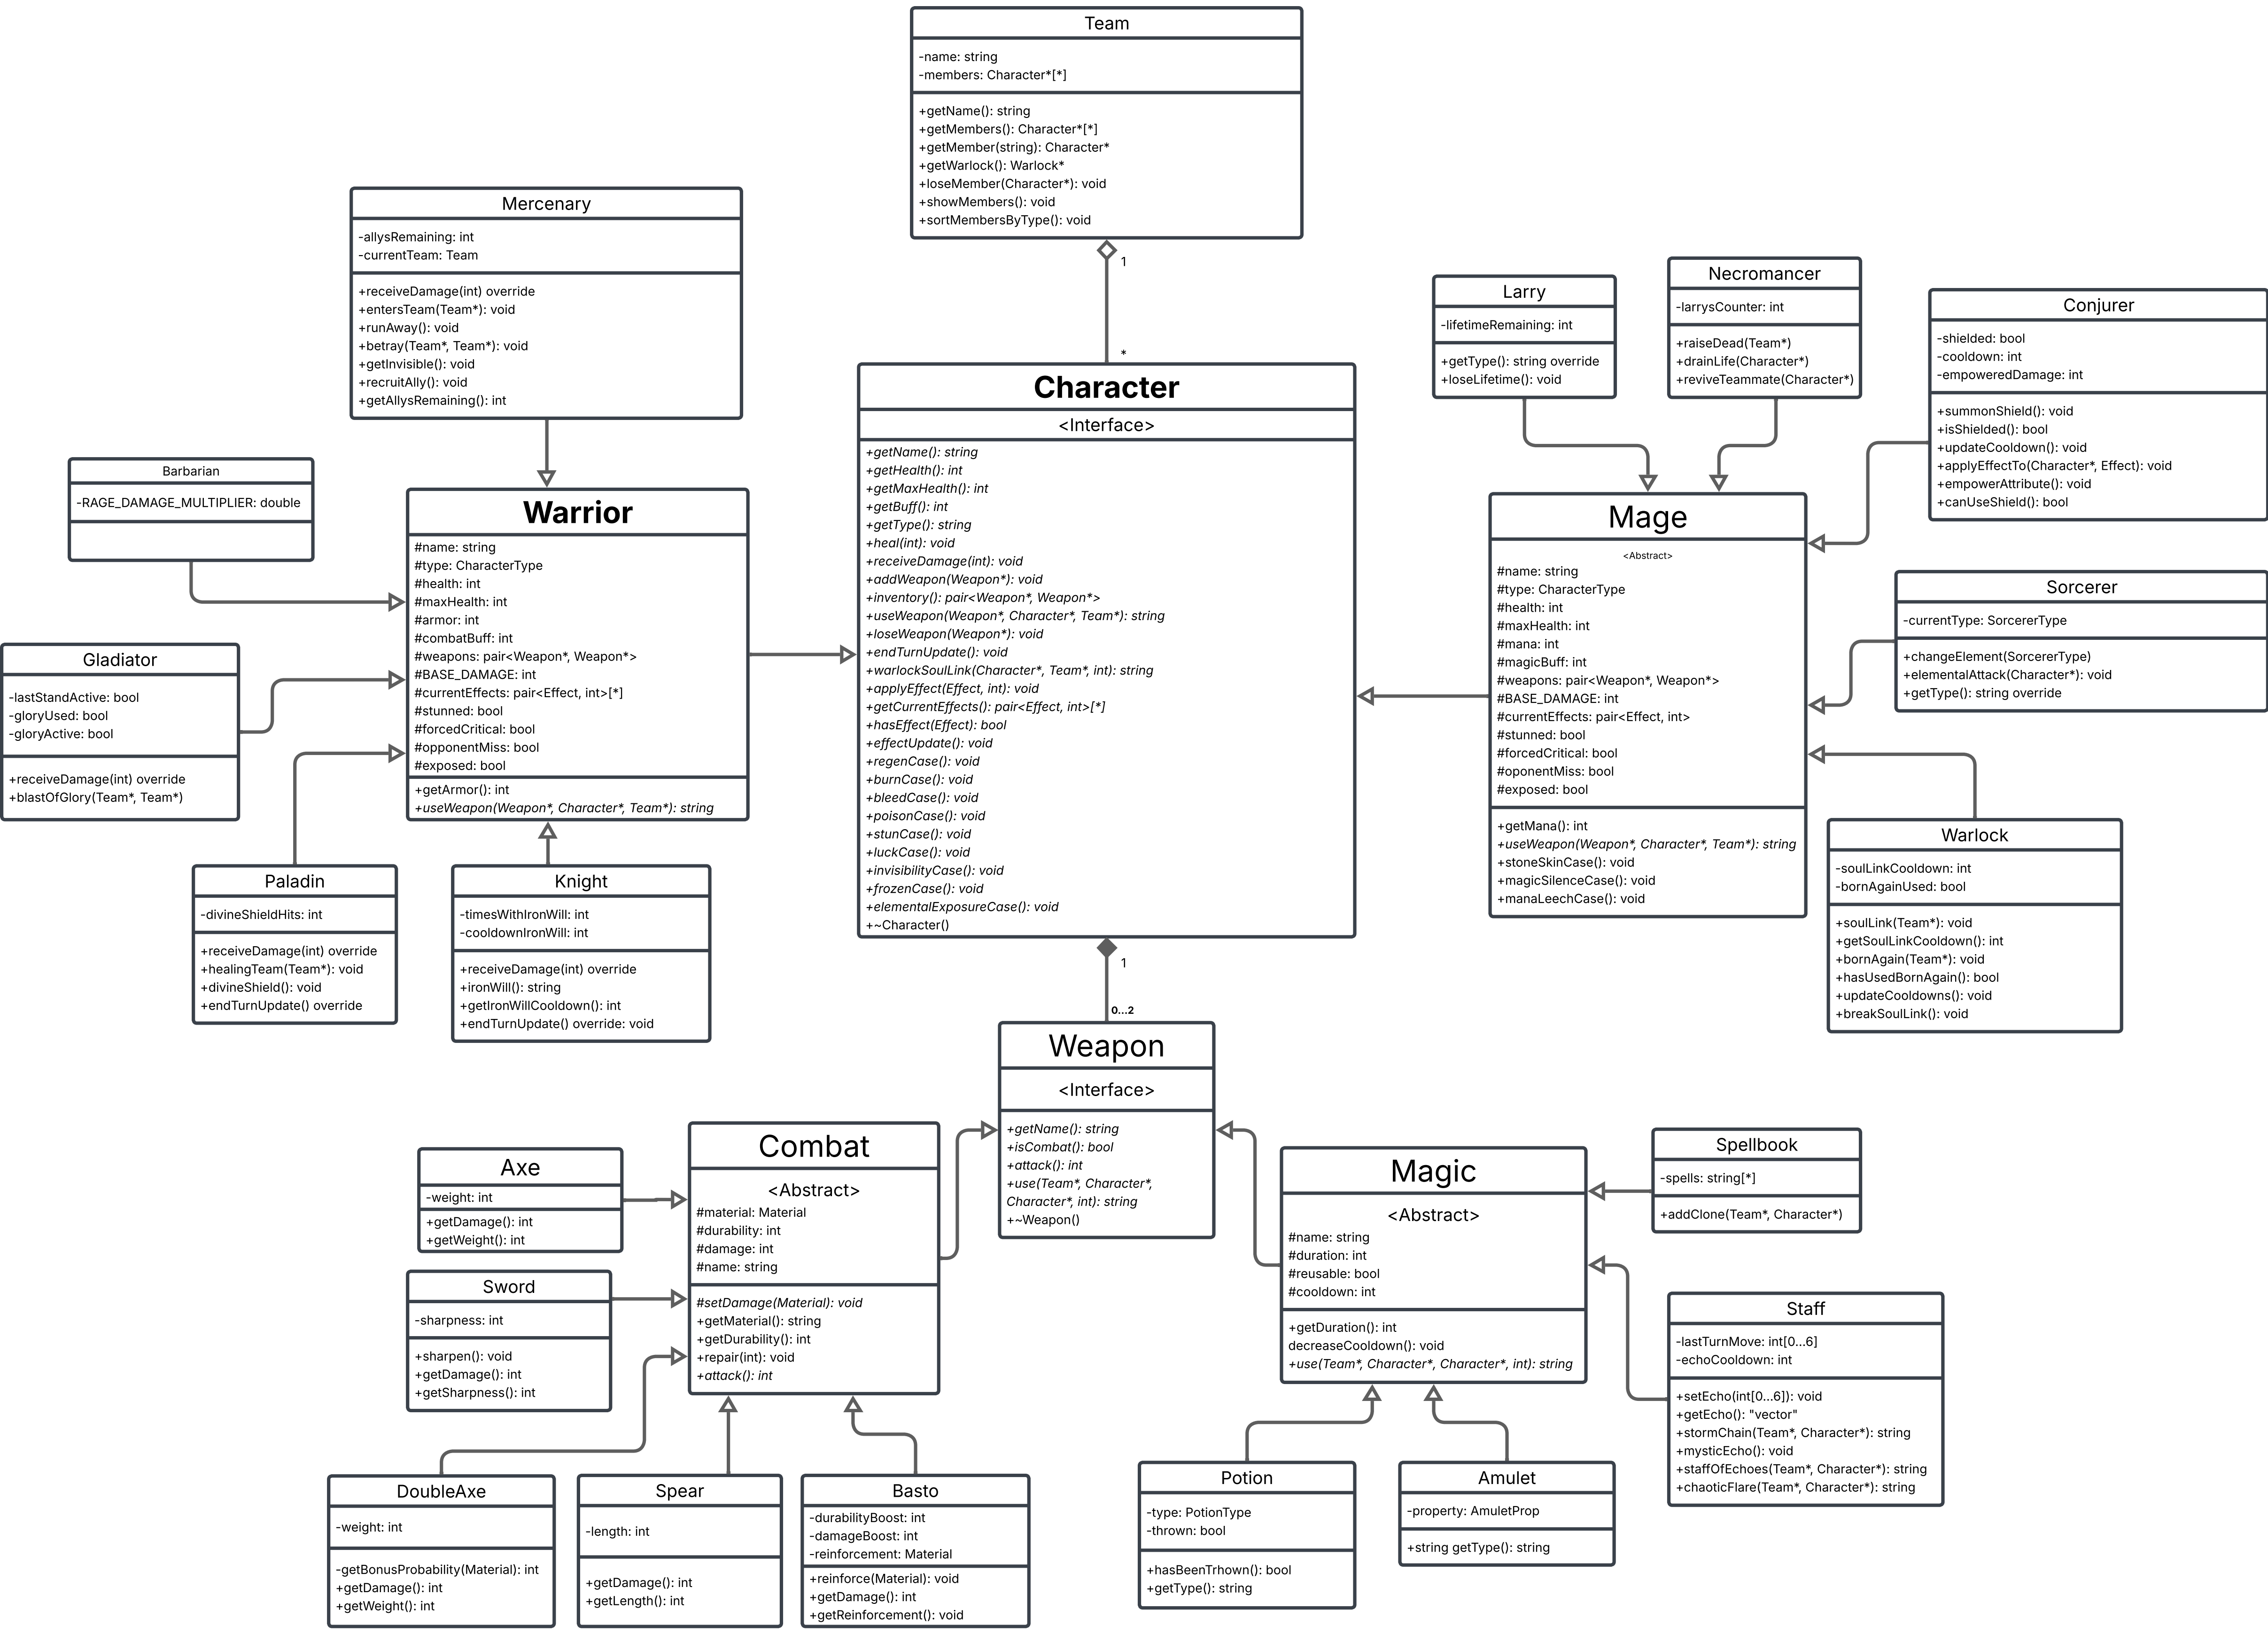 Team
-name: string
-members: Character*[*]
+getName(): string
+getMembers(): Character*[*]
+getMember(string): Character*
+getWarlock(): Warlock*
+loseMember(Character*): void
+showMembers(): void
+sortMembersByType(): void
1
*
Mercenary
-allysRemaining: int
-currentTeam: Team
+receiveDamage(int) override
+entersTeam(Team*): void
+runAway(): void
+betray(Team*, Team*): void
+getInvisible(): void
+recruitAlly(): void
+getAllysRemaining(): int
Barbarian
-RAGE_DAMAGE_MULTIPLIER: double
Gladiator
-lastStandActive: bool
-gloryUsed: bool
-gloryActive: bool
+receiveDamage(int) override
+blastOfGlory(Team*, Team*)
Paladin
-divineShieldHits: int
+receiveDamage(int) override
+healingTeam(Team*): void
+divineShield(): void
+endTurnUpdate() override
Knight
-timesWithIronWill: int
-cooldownIronWill: int
+receiveDamage(int) override
+ironWill(): string
+getIronWillCooldown(): int
+endTurnUpdate() override: void
Warrior
#name: string
#type: CharacterType
#health: int
#maxHealth: int
#armor: int
#combatBuff: int
#weapons: pair<Weapon*, Weapon*>
#BASE_DAMAGE: int
#currentEffects: pair<Effect, int>[*]
#stunned: bool
#forcedCritical: bool
#opponentMiss: bool
#exposed: bool
+getArmor(): int
+useWeapon(Weapon*, Character*, Team*): string
Character
<Interface>
+getName(): string
+getHealth(): int
+getMaxHealth(): int
+getBuff(): int
+getType(): string
+heal(int): void
+receiveDamage(int): void
+addWeapon(Weapon*): void
+inventory(): pair<Weapon*, Weapon*>
+useWeapon(Weapon*, Character*, Team*): string
+loseWeapon(Weapon*): void
+endTurnUpdate(): void
+warlockSoulLink(Character*, Team*, int): string
+applyEffect(Effect, int): void
+getCurrentEffects(): pair<Effect, int>[*]
+hasEffect(Effect): bool
+effectUpdate(): void
+regenCase(): void
+burnCase(): void
+bleedCase(): void
+poisonCase(): void
+stunCase(): void
+luckCase(): void
+invisibilityCase(): void
+frozenCase(): void
+elementalExposureCase(): void
+~Character()
1
0...2
Larry
-lifetimeRemaining: int
+getType(): string override
+loseLifetime(): void
Necromancer
-larrysCounter: int
+raiseDead(Team*)
+drainLife(Character*)
+reviveTeammate(Character*)
Conjurer
-shielded: bool
-cooldown: int
-empoweredDamage: int
+summonShield(): void
+isShielded(): bool
+updateCooldown(): void
+applyEffectTo(Character*, Effect): void
+empowerAttribute(): void
+canUseShield(): bool
Mage
<Abstract>
#name: string
#type: CharacterType
#health: int
#maxHealth: int
#mana: int
#magicBuff: int
#weapons: pair<Weapon*, Weapon*>
#BASE_DAMAGE: int
#currentEffects: pair<Effect, int>
#stunned: bool
#forcedCritical: bool
#oponentMiss: bool
#exposed: bool
+getMana(): int
+useWeapon(Weapon*, Character*, Team*): string
+stoneSkinCase(): void
+magicSilenceCase(): void
+manaLeechCase(): void
Sorcerer
-currentType: SorcererType
+changeElement(SorcererType)
+elementalAttack(Character*): void
+getType(): string override
Warlock
-soulLinkCooldown: int
-bornAgainUsed: bool
+soulLink(Team*): void
+getSoulLinkCooldown(): int
+bornAgain(Team*): void
+hasUsedBornAgain(): bool
+updateCooldowns(): void
+breakSoulLink(): void
Weapon
<Interface>
+getName(): string
+isCombat(): bool
+attack(): int
+use(Team*, Character*,
Character*, int): string
+~Weapon()
Combat
<Abstract>
#material: Material
#durability: int
#damage: int
#name: string
#setDamage(Material): void
+getMaterial(): string
+getDurability(): int
+repair(int): void
+attack(): int
Axe
-weight: int
+getDamage(): int
+getWeight(): int
Sword
-sharpness: int
+sharpen(): void
+getDamage(): int
+getSharpness(): int
DoubleAxe
-weight: int
-getBonusProbability(Material): int
+getDamage(): int
+getWeight(): int
Spear
-length: int
+getDamage(): int
+getLength(): int
Basto
-durabilityBoost: int
-damageBoost: int
-reinforcement: Material
+reinforce(Material): void
+getDamage(): int
+getReinforcement(): void
Magic
<Abstract>
#name: string
#duration: int
#reusable: bool
#cooldown: int
+getDuration(): int
decreaseCooldown(): void
+use(Team*, Character*, Character*, int): string
Spellbook
-spells: string[*]
+addClone(Team*, Character*)
Staff
-lastTurnMove: int[0...6]
-echoCooldown: int
+setEcho(int[0...6]): void
+getEcho(): "vector"
+stormChain(Team*, Character*): string
+mysticEcho(): void
+staffOfEchoes(Team*, Character*): string
+chaoticFlare(Team*, Character*): string
Potion
-type: PotionType
-thrown: bool
+hasBeenTrhown(): bool
+getType(): string
Amulet
-property: AmuletProp
+string getType(): string